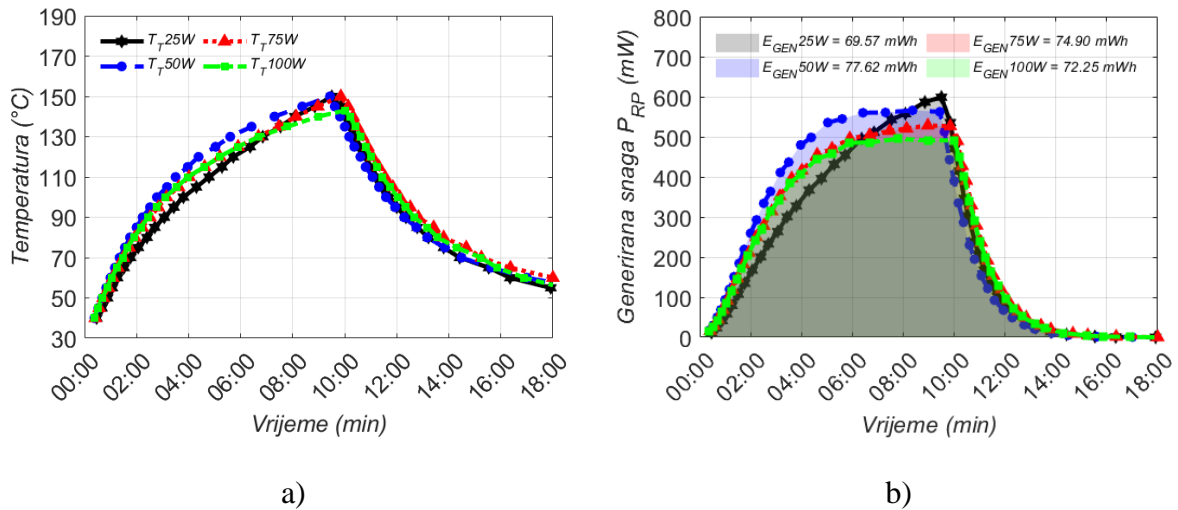 190
170
150
130
110
90
70
50
30
Temperatura (°C)
T_T25W
T_T75W
T_T50W
T_T100W
00:00
02:00
04:00
06:00
08:00
10:00
12:00
14:00
16:00
18:00
Vrijeme (min)
a)
800
700
600
500
400
300
200
100
0
Generirana snaga P_RP (mW)
E_GEN25W = 69.57 mWh
E_GEN75W = 74.90 mWh
E_GEN50W = 77.62 mWh
E_GEN100W = 72.25 mWh
00:00
02:00
04:00
06:00
08:00
10:00
12:00
14:00
16:00
18:00
Vrijeme (min)
b)